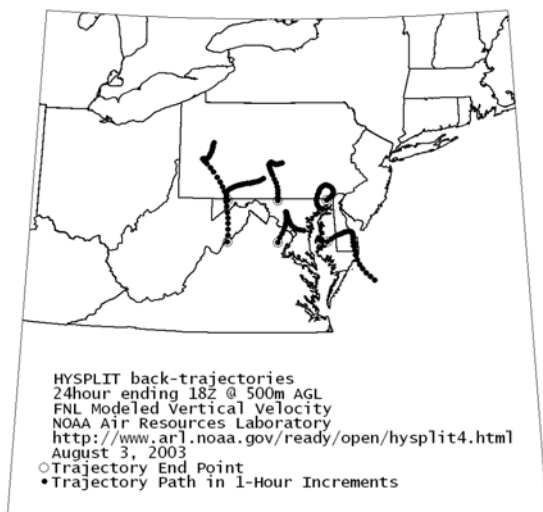 HYSPLIT back-trajectories
24hour ending 18Z @ 500m AGL
FNL Modeled Vertical Velocity
NOAA Air Resources Laboratory
http://www.arl.noaa.gov/ready/open/hysplit4.html
August 3, 2003
Trajectory End Point
Trajectory Path in 1-Hour Increments